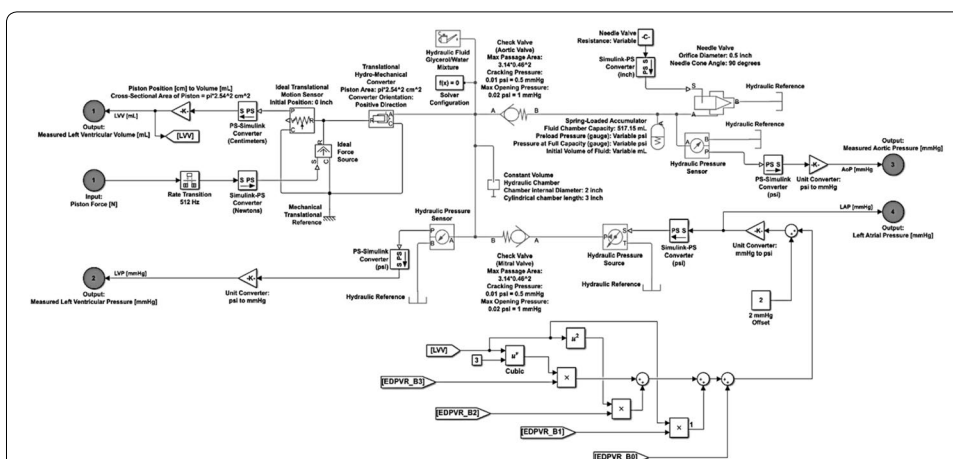 Piston Position [cm] to Volume [mL]
Cross-Sectional Area of Piston = pi*2.54^2 cm^2
LVV [mL]
1
Output:
Measured Left Ventricular Volume [mL]
-K-
[LVV]
S PS
PS-Simulink
Converter
(Centimeters)
Ideal Translational
Motion Sensor
Initial Position: 0 inch
Translational
Hydro-Mechanical
Converter
Piston Area: pi*2.54^2 cm^2
Converter Orientation:
Positive Direction
Hydraulic Fluid
Glycerol/Water
Mixture
f(x) = 0
Solver
Configuration
Check Valve
(Aortic Valve)
Max Passage Area:
3.14*0.46^2
Cracking Pressure:
0.01 psi = 0.5 mmHg
Max Opening Pressure:
0.02 psi = 1 mmHg
A
B
Needle Valve
Resistance: Variable
-C-
Simulink-PS
Converter
(inch)
Needle Valve
Orifice Diameter: 0.5 inch
Needle Cone Angle: 90 degrees
Hydraulic Reference
Spring-Loaded Accumulator
Fluid Chamber Capacity: 517.15 mL
Preload Pressure (gauge): Variable psi
Pressure at Full Capacity (gauge): Variable psi
Initial Volume of Fluid: Variable mL
Hydraulic Reference
Hydraulic Pressure
Sensor
PS-Simulink
Converter
(psi)
-K-
Unit Converter:
psi to mmHg
Output:
Measured Aortic Pressure
[mmHg]
3
AoP [mmHg]
1
Input:
Piston Force [N]
Rate Transition
512 Hz
S PS
Simulink-PS
Converter
(Newtons)
Ideal
Force
Source
Mechanical
Translational
Reference
Constant Volume
Hydraulic Chamber
Chamber internal Diameter: 2 inch
Cylindrical chamber length: 3 inch
Hydraulic Pressure
Sensor
PS-Simulink
Converter
(psi)
Hydraulic Reference
LVP [mmHg]
2
Output:
Measured Left Ventricular Pressure [mmHg]
-K-
Unit Converter:
psi to mmHg
B
A
Check Valve
(Mitral Valve)
Max Passage Area:
3.14*0.46^2
Cracking Pressure:
0.01 psi = 0.5 mmHg
Max Opening Pressure:
0.02 psi = 1 mmHg
Hydraulic Pressure
Source
Hydraulic Reference
Simulink-PS
Converter
(psi)
-K-
Unit Converter:
mmHg to psi
LAP [mmHg]
4
Output:
Left Atrial Pressure [mmHg]
2
2 mmHg
Offset
[LVV]
3
Cubic
[EDPVR_B3]
[EDPVR_B2]
[EDPVR_B1]
1
[EDPVR_B0]